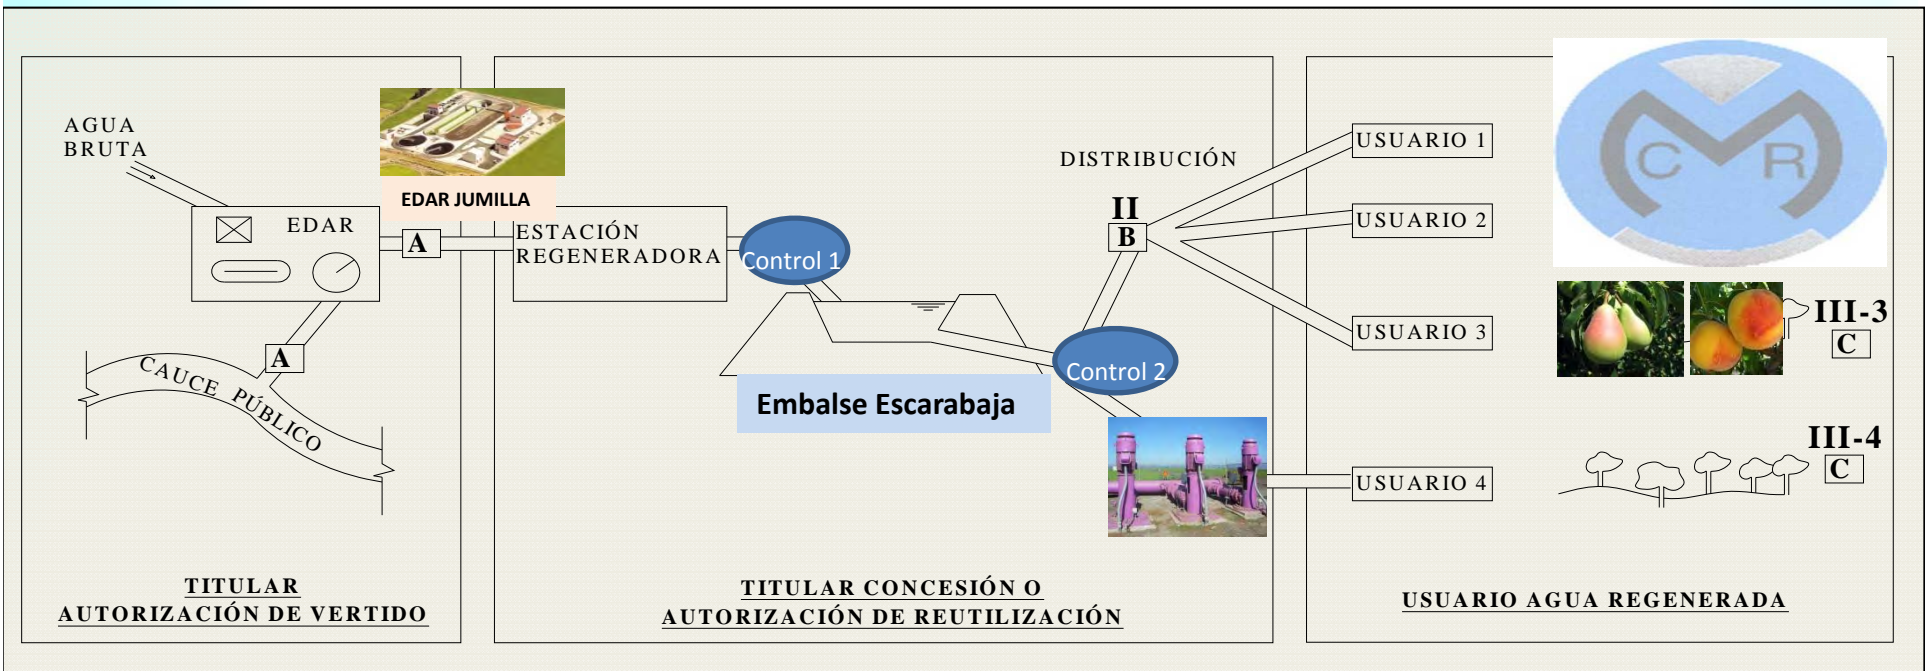 AGUA
BRUTA
EDAR
EDAR JUMILLA
A
A
CAUCE PÚBLICO
TITULAR
AUTORIZACIÓN DE VERTIDO
ESTACIÓN
REGENERADORA
Control 1
Embalse Escarabaja
Control 2
DISTRIBUCIÓN
II
B
TITULAR CONCESIÓN O
AUTORIZACIÓN DE REUTILIZACIÓN
USUARIO 1
USUARIO 2
USUARIO 3
USUARIO 4
C M R
III-3
C
III-4
C
USUARIO AGUA REGENERADA